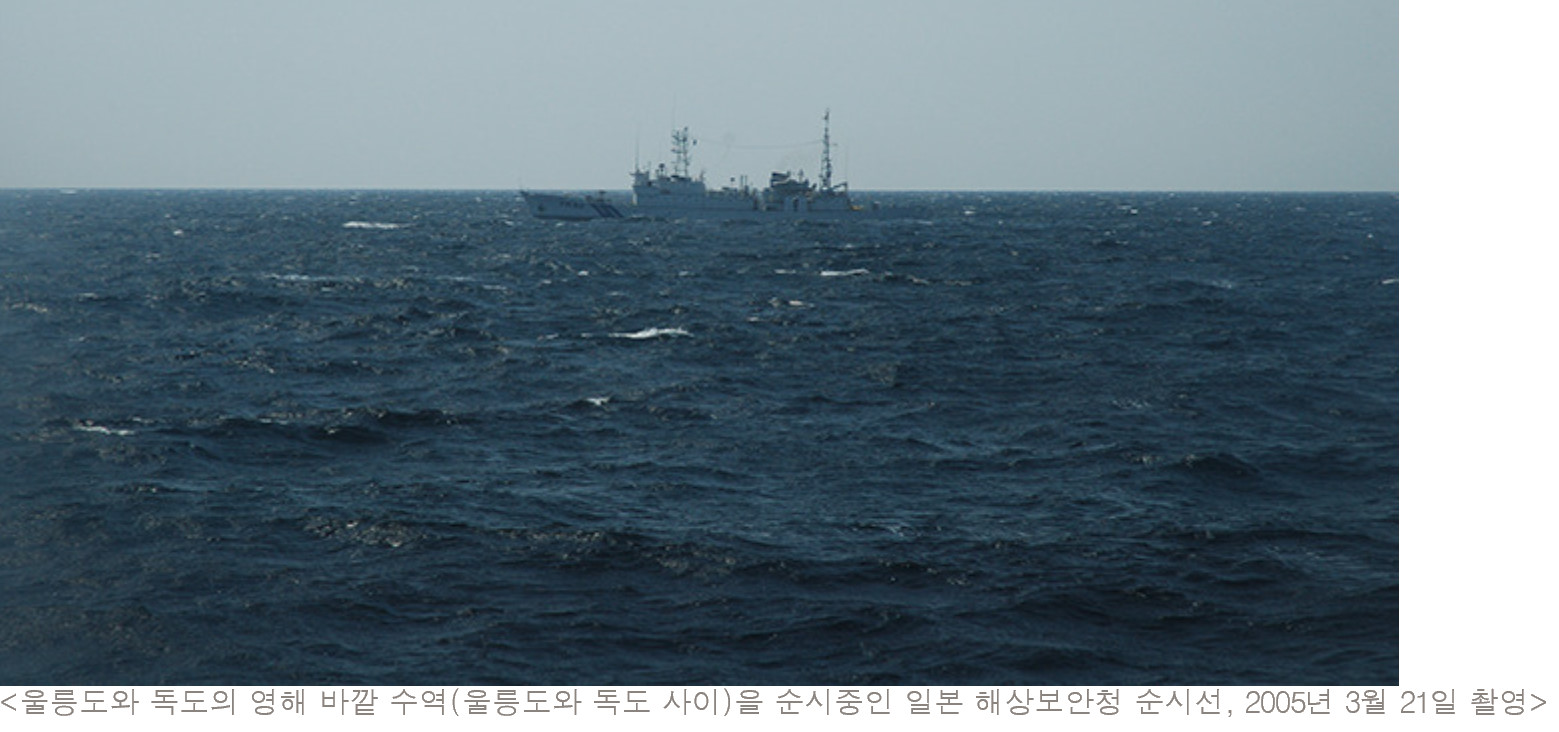 <울릉도와 독도의 영해 바깥 수역(울릉도와 독도 사이)을 순시중인 일본 해상보안청 순시선, 2005년 3월 21일 촬영>